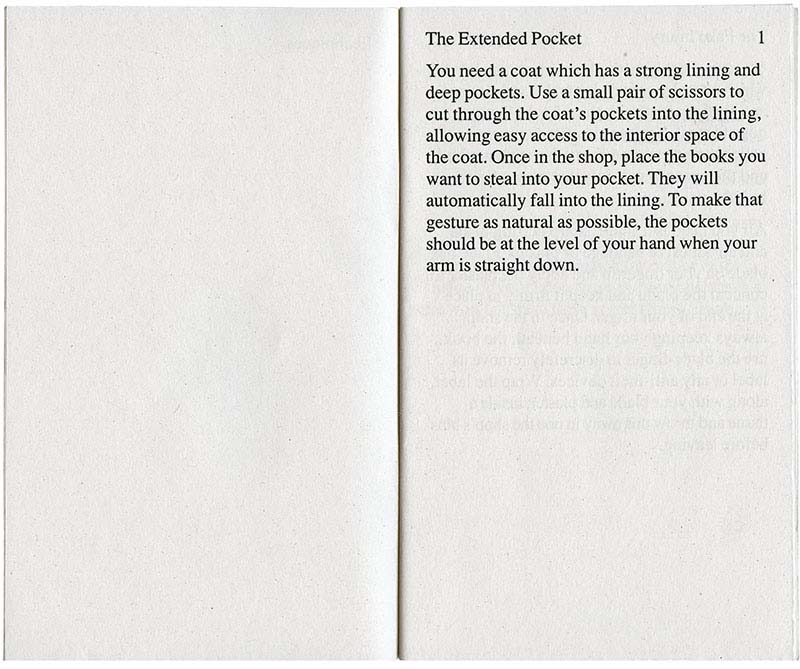 The Extended Pocket 1
You need a coat which has a strong lining and
deep pockets. Use a small pair of scissors to
cut through the coat’s pockets into the lining,
allowing easy access to the interior space of
the coat. Once in the shop, place the books you
want to steal into your pocket. They will
automatically fall into the lining. To make that
gesture as natural as possible, the pockets
should be at the level of your hand when your
arm is straight down.